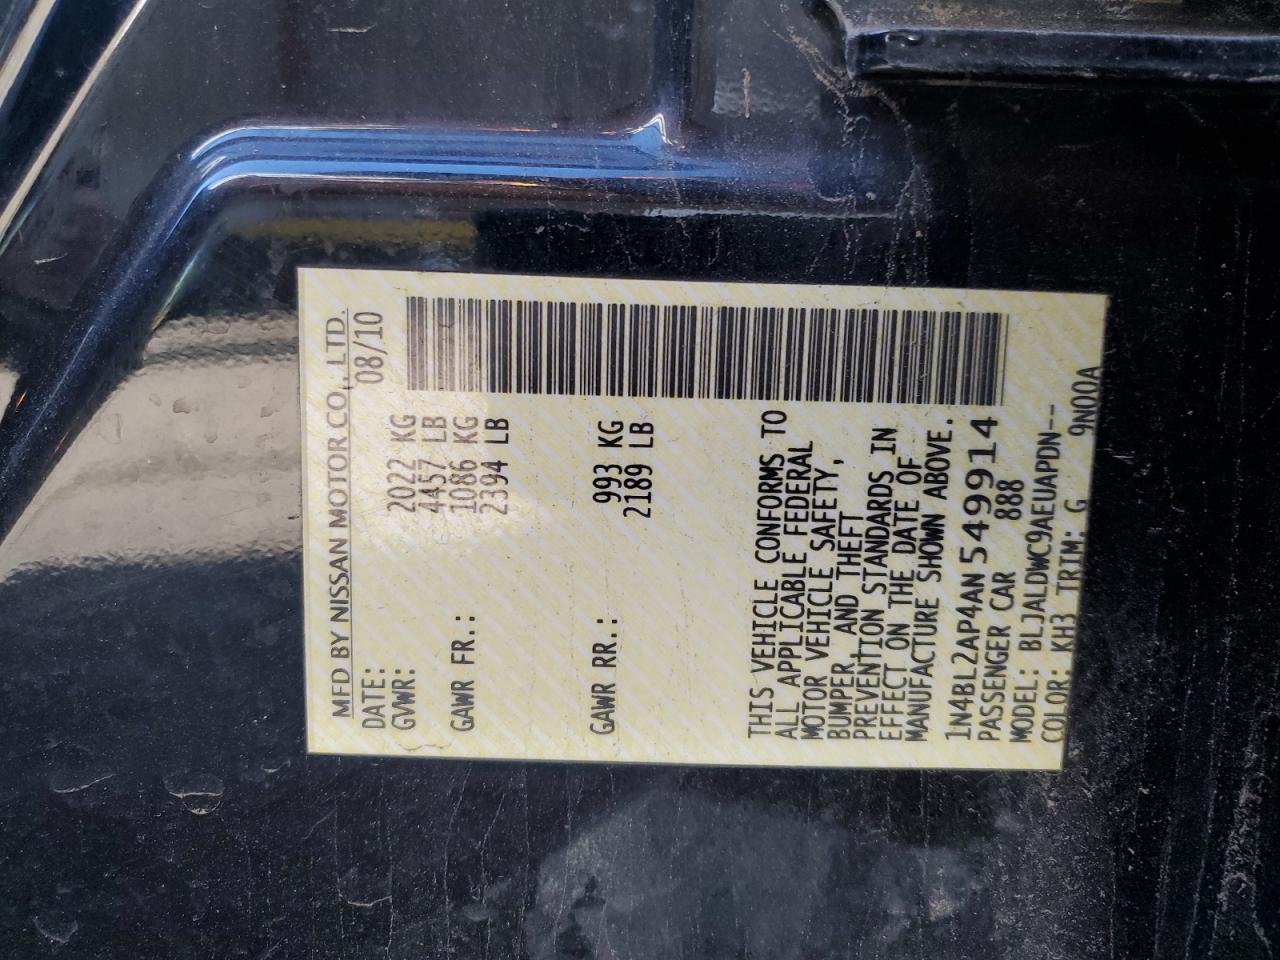 MFD BY NISSAN MOTOR CO., LTD.
DATE: 08/10
GVWR: 2022 KG
4457 LB
GAWR FR.: 1086 KG
2394 LB
GAWR RR.: 993 KG
2189 LB
THIS VEHICLE CONFORMS TO
ALL APPLICABLE FEDERAL
MOTOR VEHICLE SAFETY,
BUMPER AND THEFT
PREVENTION STANDARDS IN
EFFECT ON THE DATE OF
MANUFACTURE SHOWN ABOVE.
1N4BL2AP4AN549914
PASSENGER CAR 888
MODEL: BLJALDWC9AEUAPDN--
COLOR: KH3 TRIM: G 9N00A